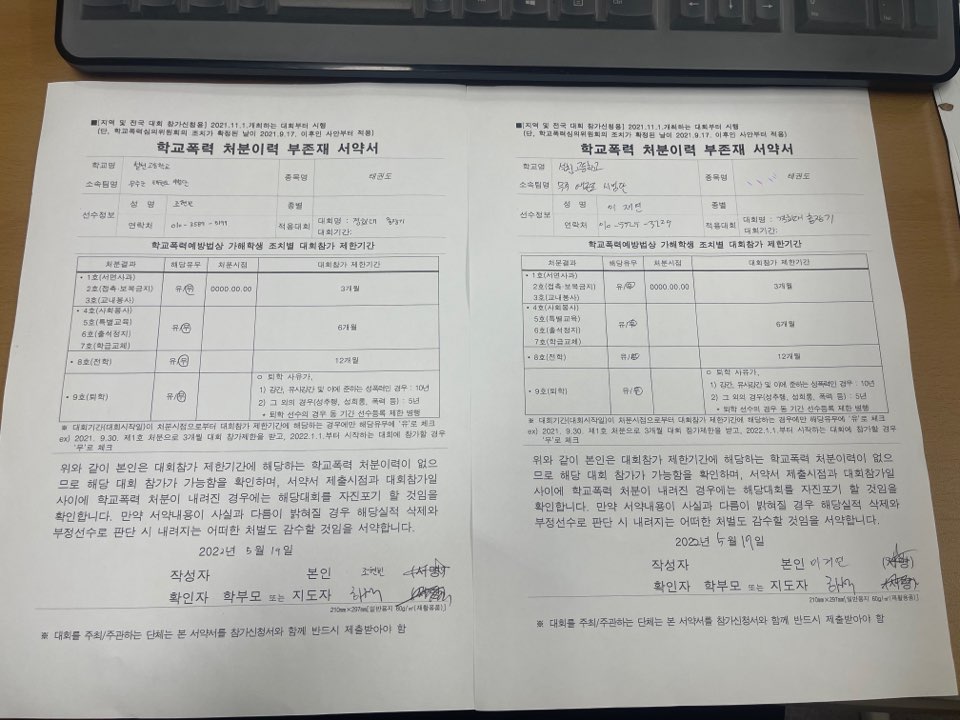 ■[지역 및 전국 대회 참가신청용] 2021.11.1.개최하는 대회부터 시행
(단, 학교폭력심의위원회의 조치가 확정된 날이 2021.9.17. 이후인 사안부터 적용)
학교폭력 처분이력 부존재 서약서
학교명
종목명 태권도
소속팀명
선수정보
성 명 조현빈
종별
연락처 010-3589-5199
적용대회
대회명 :
대회기간:
학교폭력예방법상 가해학생 조치별 대회참가 제한기간
처분결과 해당유무 처분시점 대회참가 제한기간
• 1호(서면사과)
2호(접촉·보복금지) 유/무 0000.00.00 3개월
3호(교내봉사)
• 4호(사회봉사)
5호(특별교육) 유/무 6개월
6호(출석정지)
7호(학급교체)
• 8호(전학) 유/무 12개월
• 9호(퇴학) 유/무
○ 퇴학 사유가,
1) 강간, 유사강간 및 이에 준하는 성폭력인 경우 : 10년
2) 그 외의 경우(성추행, 성희롱, 폭력 등) : 5년
• 퇴학 선수의 경우 동 기간 선수등록 제한 병행
※ 대회기간(대회시작일)이 처분시점으로부터 대회참가 제한기간에 해당하는 경우에만 해당유무에 '유'로 체크
ex) 2021. 9.30. 제1호 처분으로 3개월 대회 참가제한을 받고, 2022.1.1.부터 시작하는 대회에 참가할 경우
'무'로 체크
위와 같이 본인은 대회참가 제한기간에 해당하는 학교폭력 처분이력이 없으
므로 해당 대회 참가가 가능함을 확인하며, 서약서 제출시점과 대회참가일
사이에 학교폭력 처분이 내려진 경우에는 해당대회를 자진포기 할 것임을
확인합니다. 만약 서약내용이 사실과 다름이 밝혀질 경우 해당실적 삭제와
부정선수로 판단 시 내려지는 어떠한 처벌도 감수할 것임을 서약합니다.
2022년 5월 19일
작성자 본인 조현빈 (서명)
확인자 학부모 또는 지도자 (서명)
210㎜×297㎜[일반용지 60g/㎡(재활용품)]
※ 대회를 주최/주관하는 단체는 본 서약서를 참가신청서와 함께 반드시 제출받아야 함
■[지역 및 전국 대회 참가신청용] 2021.11.1.개최하는 대회부터 시행
(단, 학교폭력심의위원회의 조치가 확정된 날이 2021.9.17. 이후인 사안부터 적용)
학교폭력 처분이력 부존재 서약서
학교명
종목명 태권도
소속팀명
선수정보
성 명
종별
연락처
적용대회
대회명 :
대회기간:
학교폭력예방법상 가해학생 조치별 대회참가 제한기간
처분결과 해당유무 처분시점 대회참가 제한기간
• 1호(서면사과)
2호(접촉·보복금지) 유/무 0000.00.00 3개월
3호(교내봉사)
• 4호(사회봉사)
5호(특별교육) 유/무 6개월
6호(출석정지)
7호(학급교체)
• 8호(전학) 유/무 12개월
• 9호(퇴학) 유/무
○ 퇴학 사유가,
1) 강간, 유사강간 및 이에 준하는 성폭력인 경우 : 10년
2) 그 외의 경우(성추행, 성희롱, 폭력 등) : 5년
• 퇴학 선수의 경우 동 기간 선수등록 제한 병행
※ 대회기간(대회시작일)이 처분시점으로부터 대회참가 제한기간에 해당하는 경우에만 해당유무에 '유'로 체크
ex) 2021. 9.30. 제1호 처분으로 3개월 대회 참가제한을 받고, 2022.1.1.부터 시작하는 대회에 참가할 경우
'무'로 체크
위와 같이 본인은 대회참가 제한기간에 해당하는 학교폭력 처분이력이 없으
므로 해당 대회 참가가 가능함을 확인하며, 서약서 제출시점과 대회참가일
사이에 학교폭력 처분이 내려진 경우에는 해당대회를 자진포기 할 것임을
확인합니다. 만약 서약내용이 사실과 다름이 밝혀질 경우 해당실적 삭제와
부정선수로 판단 시 내려지는 어떠한 처벌도 감수할 것임을 서약합니다.
2022년 5월 19일
작성자 본인 (서명)
확인자 학부모 또는 지도자 (서명)
210㎜×297㎜[일반용지 60g/㎡(재활용품)]
※ 대회를 주최/주관하는 단체는 본 서약서를 참가신청서와 함께 반드시 제출받아야 함